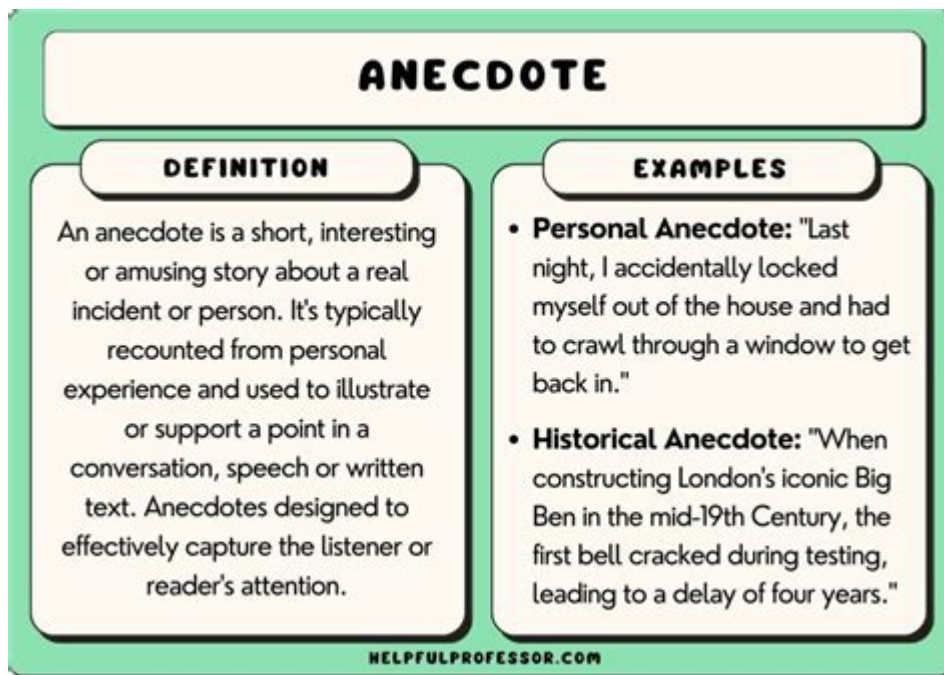 ANECDOTE
DEFINITION
An anecdote is a short, interesting
or amusing story about a real
incident or person. It's typically
recounted from personal
experience and used to illustrate
or support a point in a
conversation, speech or written
text. Anecdotes designed to
effectively capture the listener or
reader's attention.
EXAMPLES
• Personal Anecdote: "Last
night, I accidentally locked
myself out of the house and had
to crawl through a window to get
back in."
• Historical Anecdote: "When
constructing London's iconic Big
Ben in the mid-19th Century, the
first bell cracked during testing,
leading to a delay of four years."
HELPFULPROFESSOR.COM